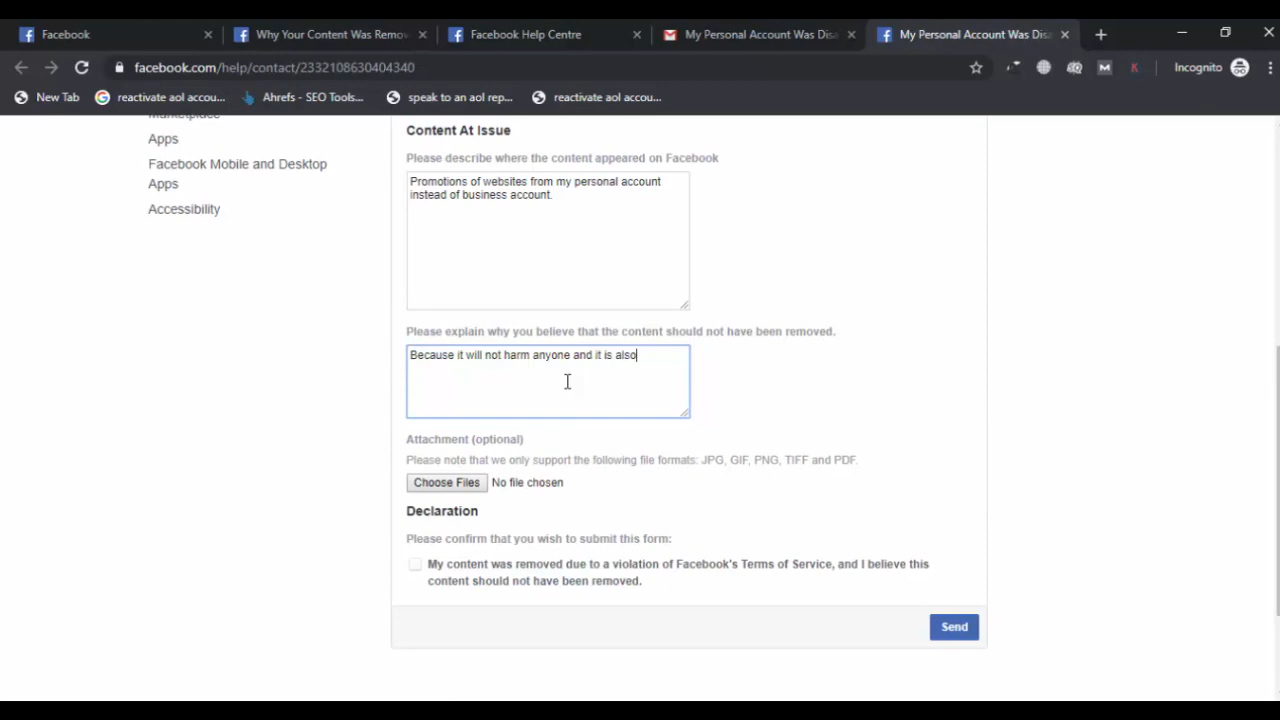 Facebook
Why Your Content Was Remov
Facebook Help Centre
My Personal Account Was Disa
My Personal Account Was Disa
facebook.com/help/contact/2332108630404340
Incognito
New Tab
reactivate aol accou...
Ahrefs - SEO Tools...
speak to an aol rep...
reactivate aol accou...
Marketplace
Apps
Facebook Mobile and Desktop
Apps
Accessibility
Content At Issue
Please describe where the content appeared on Facebook
Promotions of websites from my personal account
instead of business account.
Please explain why you believe that the content should not have been removed.
Because it will not harm anyone and it is also
Attachment (optional)
Please note that we only support the following file formats: JPG, GIF, PNG, TIFF and PDF.
Choose Files No file chosen
Declaration
Please confirm that you wish to submit this form:
My content was removed due to a violation of Facebook's Terms of Service, and I believe this
content should not have been removed.
Send